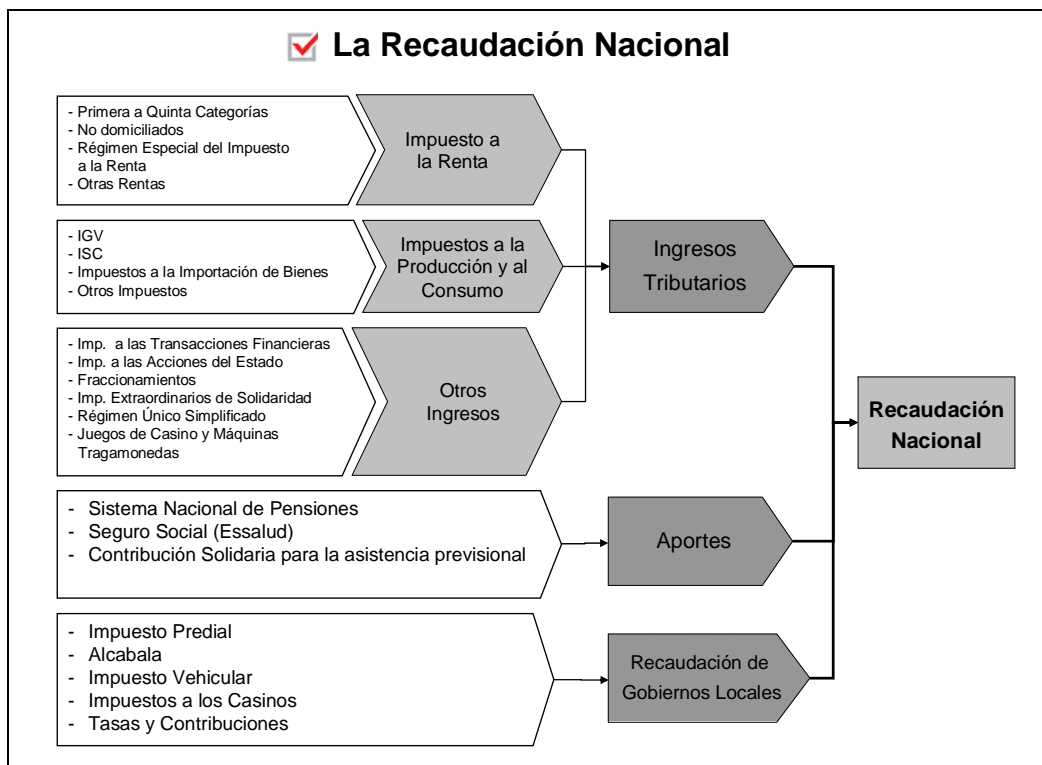 La Recaudación Nacional
- Primera a Quinta Categorías
- No domiciliados
- Régimen Especial del Impuesto
a la Renta
- Otras Rentas
Impuesto a
la Renta
- IGV
- ISC
- Impuestos a la Importación de Bienes
- Otros Impuestos
Impuestos a la
Producción y al
Consumo
Ingresos
Tributarios
- Imp. a las Transacciones Financieras
- Imp. a las Acciones del Estado
- Fraccionamientos
- Imp. Extraordinarios de Solidaridad
- Régimen Único Simplificado
- Juegos de Casino y Máquinas
Tragamonedas
Otros
Ingresos
Recaudación
Nacional
- Sistema Nacional de Pensiones
- Seguro Social (Essalud)
- Contribución Solidaria para la asistencia previsional
Aportes
- Impuesto Predial
- Alcabala
- Impuesto Vehicular
- Impuestos a los Casinos
- Tasas y Contribuciones
Recaudación de
Gobiernos Locales